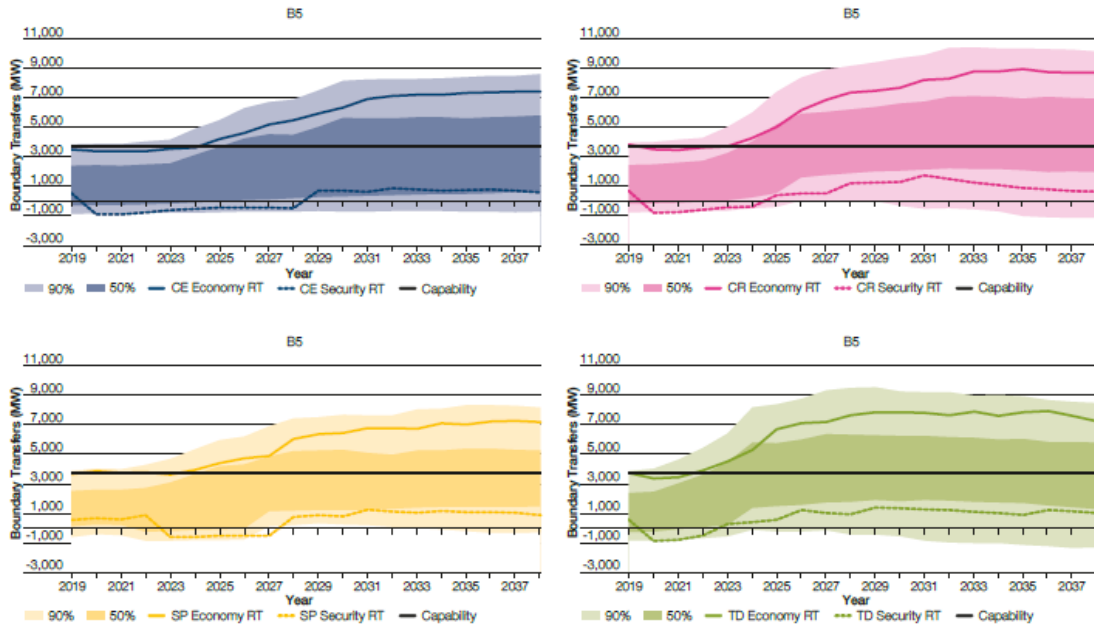 B5
11,000
9,000
7,000
5,000
3,000
1,000
-1,000
-3,000
Boundary Transfers (MW)
2019 2021 2023 2025 2027 2029 2031 2033 2035 2037
Year
90% 50% CE Economy RT CE Security RT Capability
B5
11,000
9,000
7,000
5,000
3,000
1,000
-1,000
-3,000
Boundary Transfers (MW)
2019 2021 2023 2025 2027 2029 2031 2033 2035 2037
Year
90% 50% CR Economy RT CR Security RT Capability
B5
11,000
9,000
7,000
5,000
3,000
1,000
-1,000
-3,000
Boundary Transfers (MW)
2019 2021 2023 2025 2027 2029 2031 2033 2035 2037
Year
90% 50% SP Economy RT SP Security RT Capability
B5
11,000
9,000
7,000
5,000
3,000
1,000
-1,000
-3,000
Boundary Transfers (MW)
2019 2021 2023 2025 2027 2029 2031 2033 2035 2037
Year
90% 50% TD Economy RT TD Security RT Capability